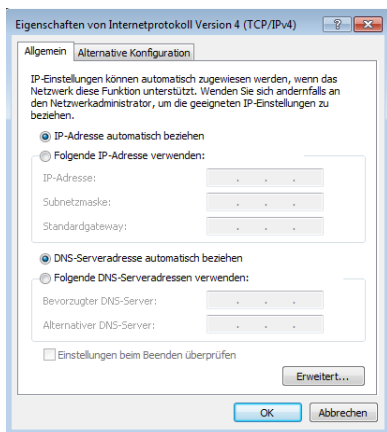 Eigenschaften von Internetprotokoll Version 4 (TCP/IPv4)
Allgemein
Alternative Konfiguration
IP-Einstellungen können automatisch zugewiesen werden, wenn das
Netzwerk diese Funktion unterstützt. Wenden Sie sich andernfalls an
den Netzwerkadministrator, um die geeigneten IP-Einstellungen zu
beziehen.
IP-Adresse automatisch beziehen
Folgende IP-Adresse verwenden:
IP-Adresse:
Subnetzmaske:
Standardgateway:
DNS-Serveradresse automatisch beziehen
Folgende DNS-Serveradressen verwenden:
Bevorzugter DNS-Server:
Alternativer DNS-Server:
Einstellungen beim Beenden überprüfen
Erweitert...
OK
Abbrechen